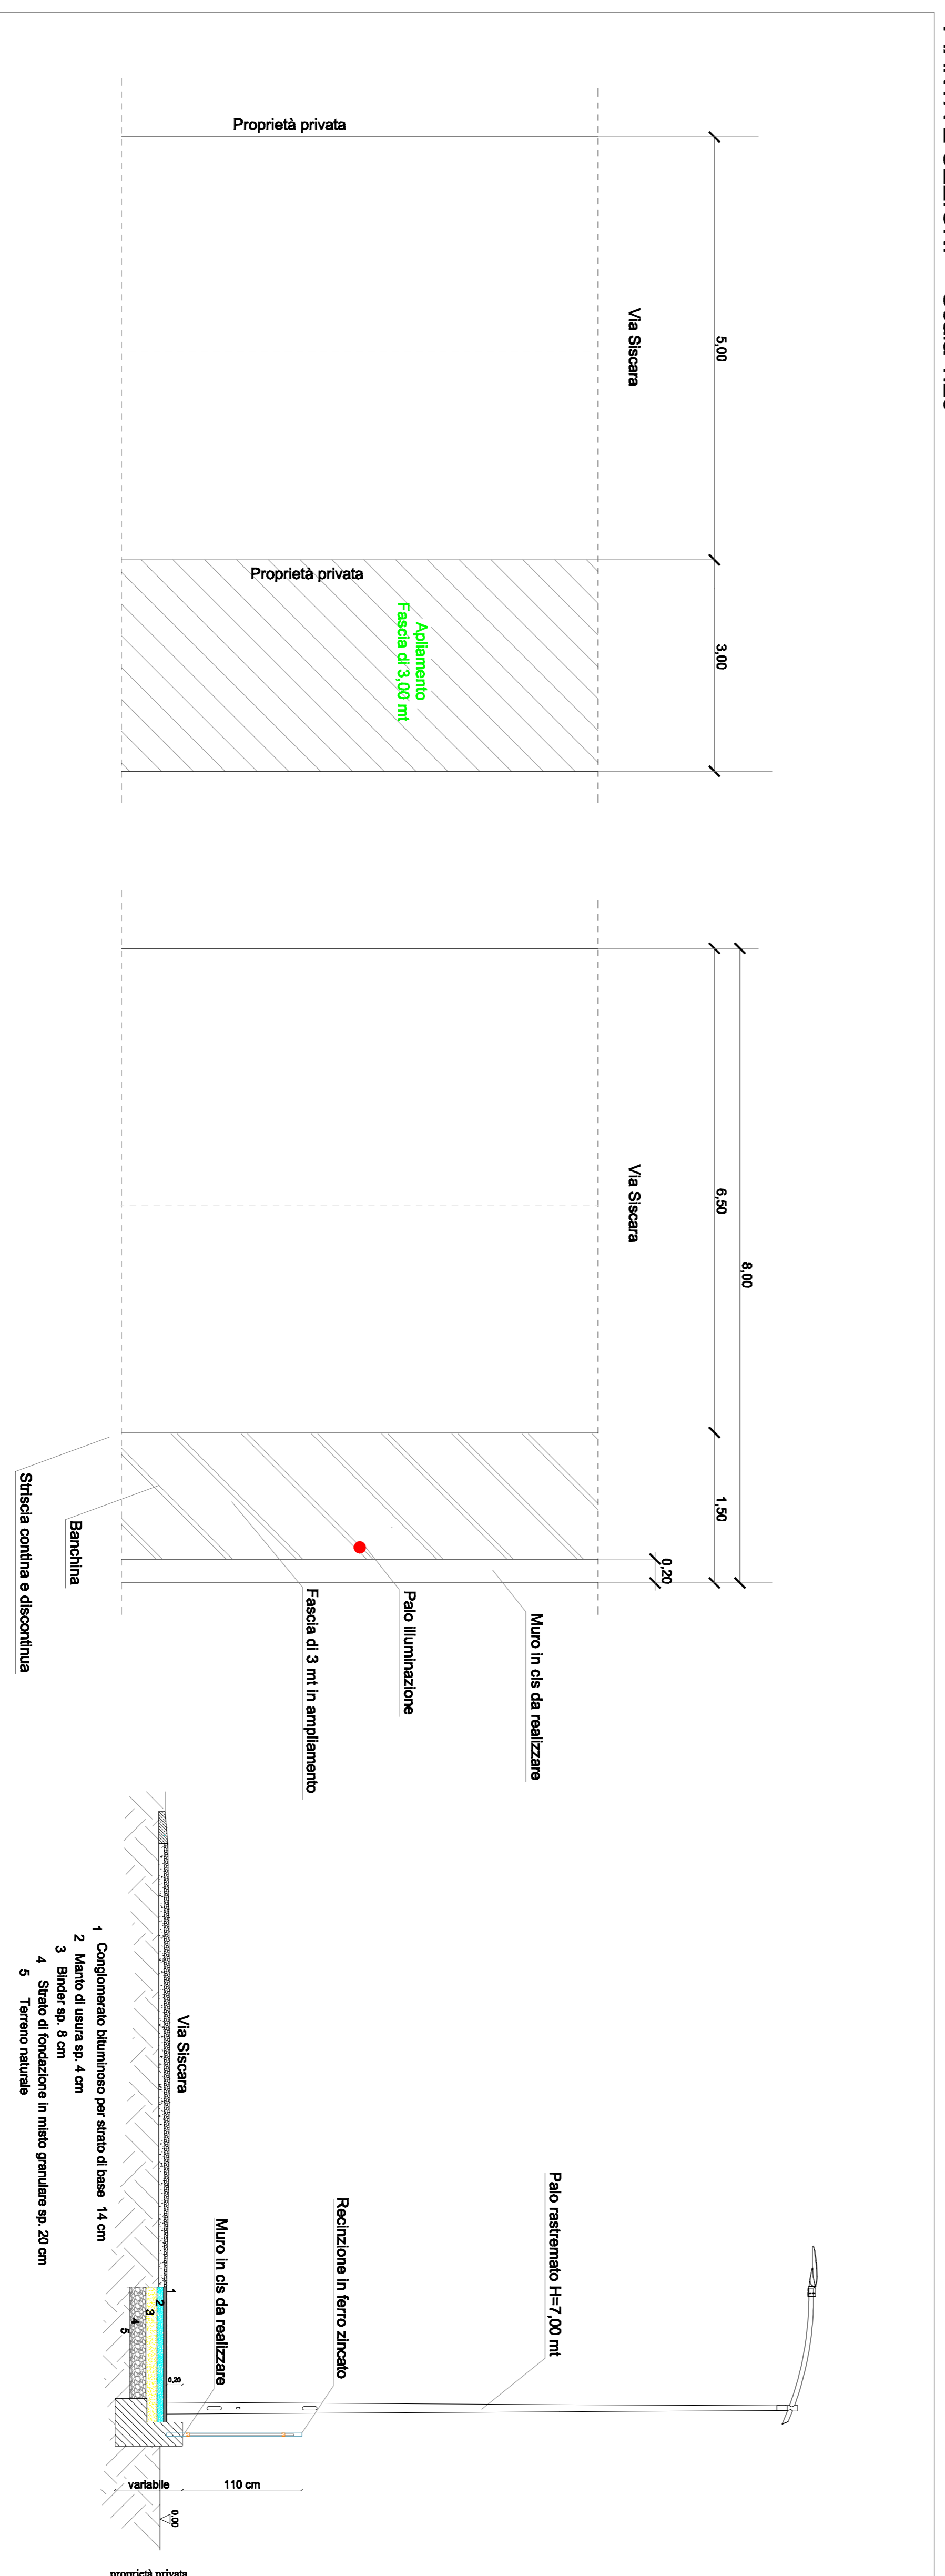 Proprietà privata
Via Siscara
5,00
Proprietà privata
Apliamento
Fascia di 3,00 mt
3,00
Via Siscara
6,50
8,00
1,50
0,20
Striscia contina e discontinua
Banchina
Fascia di 3 mt in ampliamento
Palo illuminazione
Muro in cls da realizzare
Via Siscara
1 Conglomerato bituminoso per strato di base 14 cm
2 Manto di usura sp. 4 cm
3 Binder sp. 8 cm
4 Strato di fondazione in misto granulare sp. 20 cm
5 Terreno naturale
Palo rastremato H=7,00 mt
Recinzione in ferro zincato
Muro in cls da realizzare
1
2
3
4
5
0,20
variabile
110 cm
0.00
proprietà privata